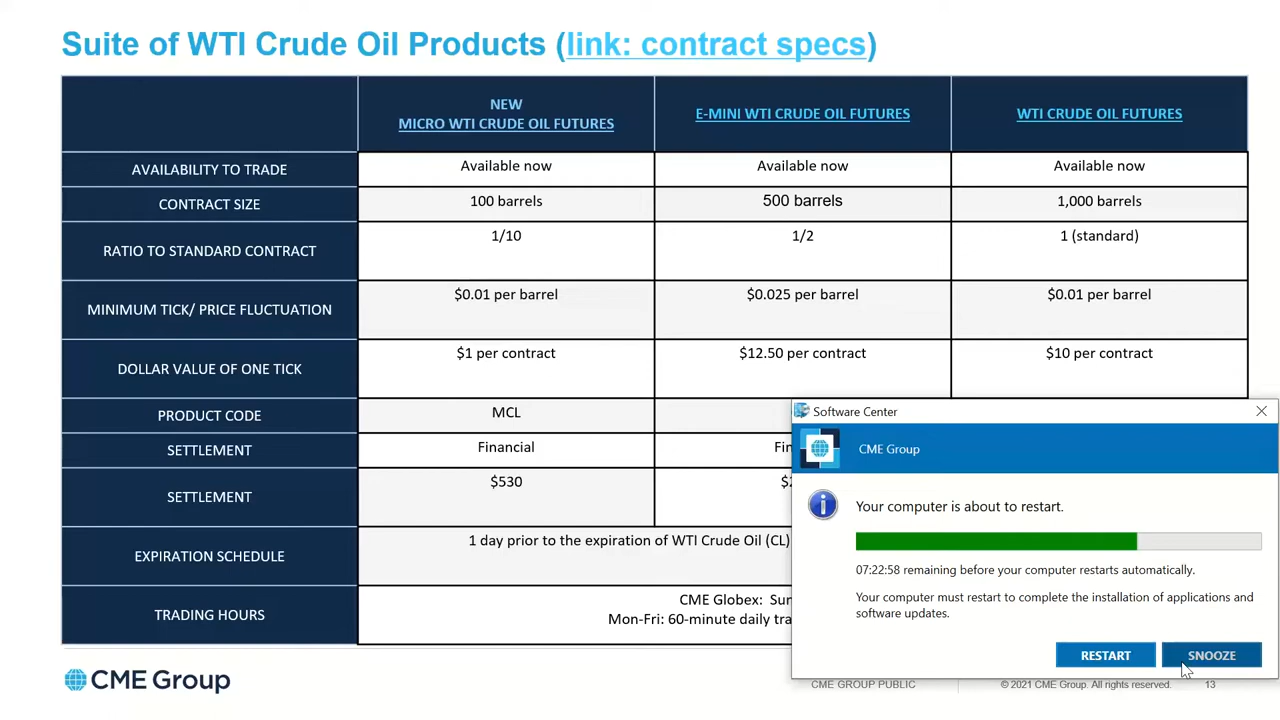 Suite of WTI Crude Oil Products (link: contract specs)
NEW
MICRO WTI CRUDE OIL FUTURES
E-MINI WTI CRUDE OIL FUTURES
WTI CRUDE OIL FUTURES
AVAILABILITY TO TRADE
Available now
Available now
Available now
CONTRACT SIZE
100 barrels
500 barrels
1,000 barrels
RATIO TO STANDARD CONTRACT
1/10
1/2
1 (standard)
MINIMUM TICK/ PRICE FLUCTUATION
$0.01 per barrel
$0.025 per barrel
$0.01 per barrel
DOLLAR VALUE OF ONE TICK
$1 per contract
$12.50 per contract
$10 per contract
PRODUCT CODE
MCL
SETTLEMENT
Financial
SETTLEMENT
$530
EXPIRATION SCHEDULE
1 day prior to the expiration of WTI Crude Oil (CL)
TRADING HOURS
CME Globex:
Mon-Fri: 60-minute daily
Software Center
CME Group
Your computer is about to restart.
07:22:58 remaining before your computer restarts automatically.
Your computer must restart to complete the installation of applications and
software updates.
RESTART
SNOOZE
CME Group
CME GROUP PUBLIC
© 2021 CME Group. All rights reserved.
13